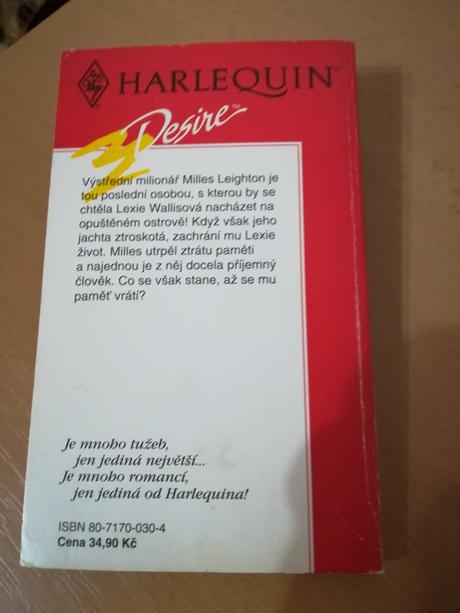 HARLEQUIN®
Desire™
Výstřední milionář Milles Leighton je
tou poslední osobou, s kterou by se
chtěla Lexie Wallisová nacházet na
opuštěném ostrově! Když však jeho
jachta ztroskotá, zachrání mu Lexie
život. Milles utrpěl ztrátu paměti
a najednou je z něj docela příjemný
člověk. Co se však stane, až se mu
paměť vrátí?
Je mnoho tužeb,
jen jediná největší...
Je mnoho romancí,
jen jediná od Harlequina!
ISBN 80-7170-030-4
Cena 34,90 Kč